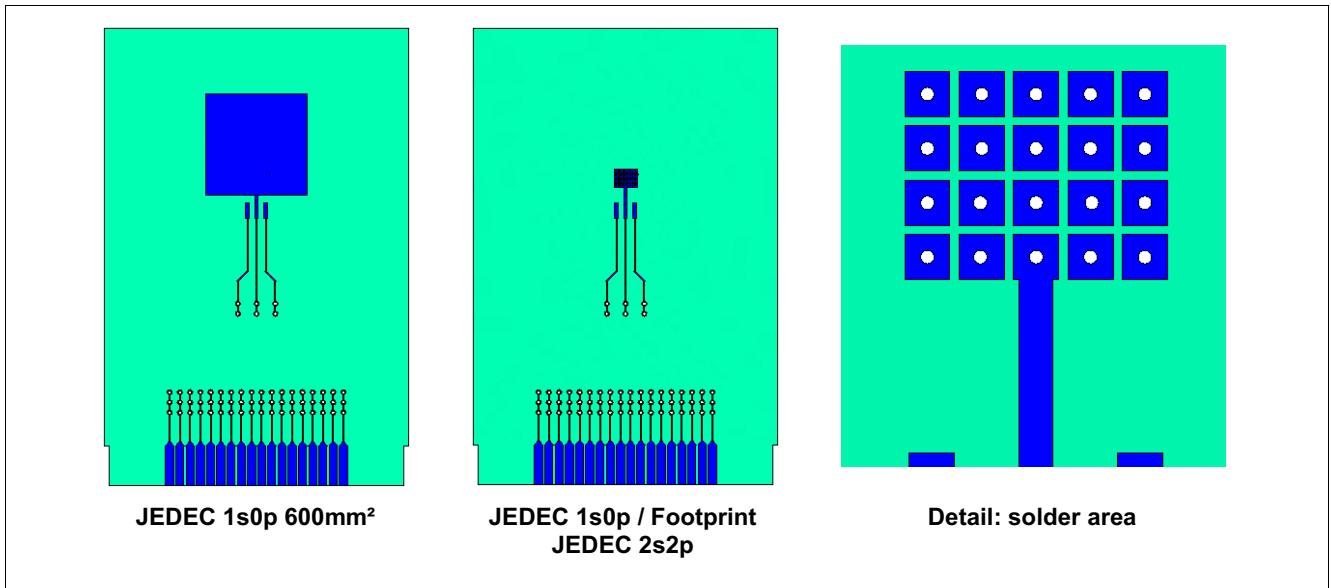 JEDEC 1s0p 600mm²
JEDEC 1s0p / Footprint
JEDEC 2s2p
Detail: solder area